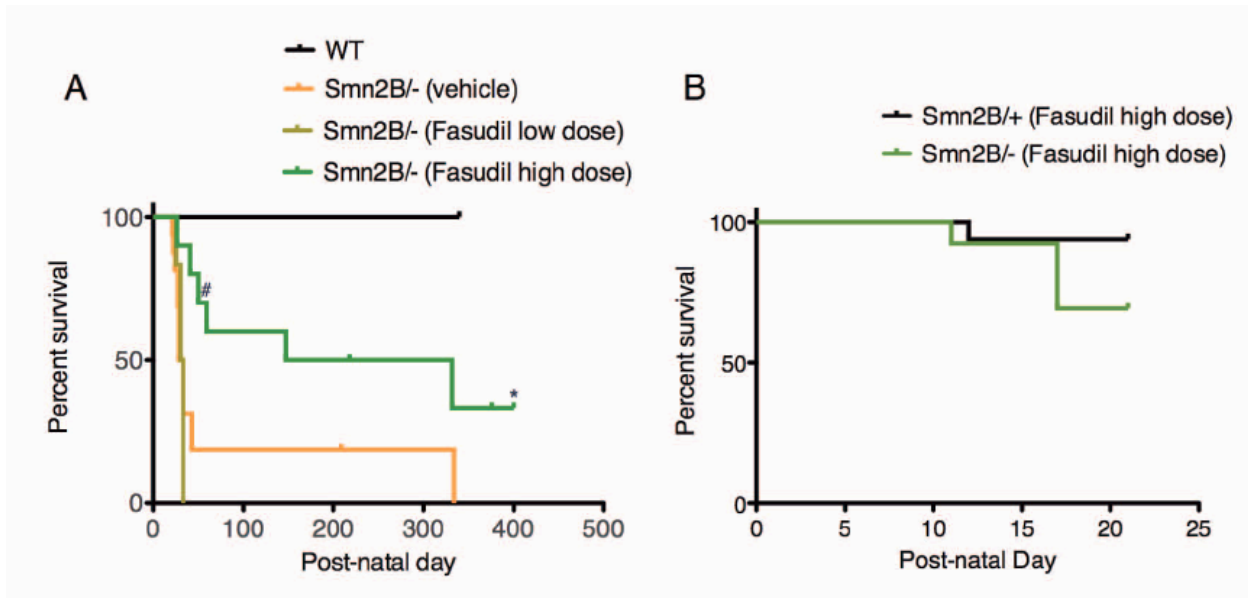 A
WT
Smn2B/- (vehicle)
Smn2B/- (Fasudil low dose)
Smn2B/- (Fasudil high dose)
Percent survival
100
50
0
#
*
0 100 200 300 400 500
Post-natal day
B
Smn2B/+ (Fasudil high dose)
Smn2B/- (Fasudil high dose)
Percent survival
100
50
0
0 5 10 15 20 25
Post-natal Day